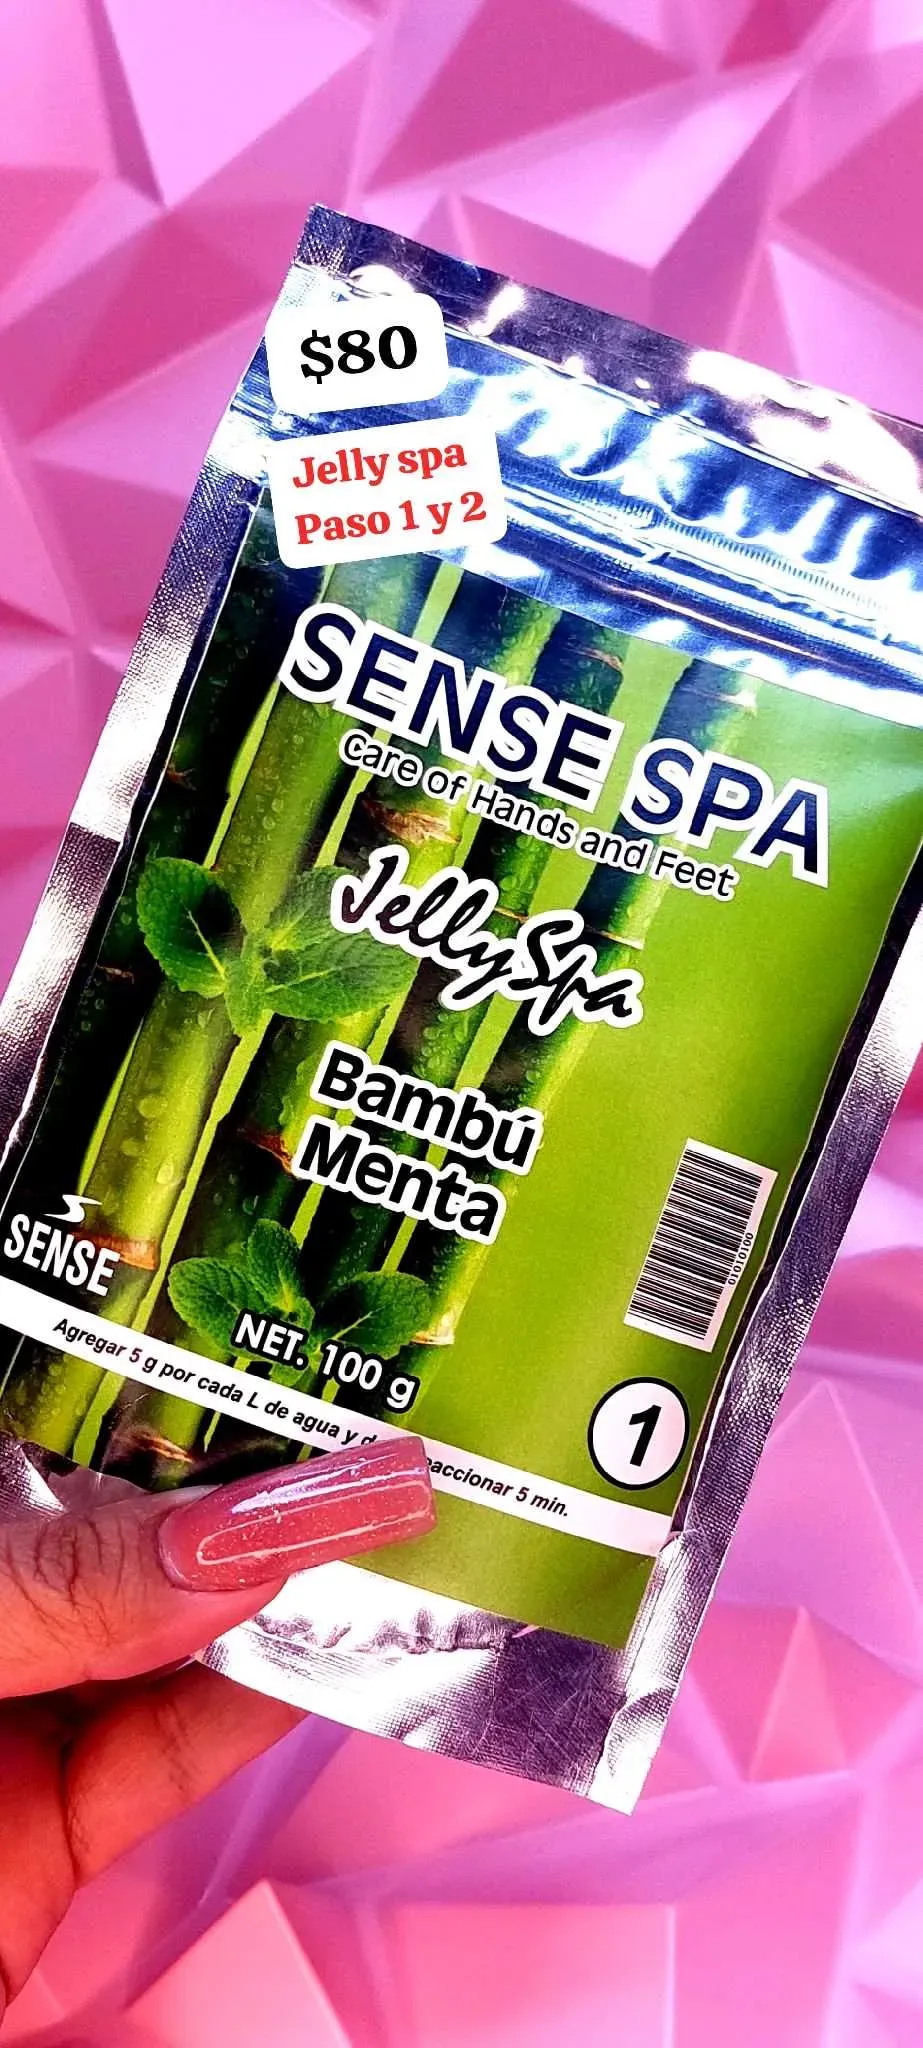 $80
Jelly spa
Paso 1 y 2
SENSE SPA
Care of Hands and Feet
Jelly Spa
Bambú
Menta
01010100
SENSE
NET. 100 g
Agregar 5 g por cada L de agua y 5 min.
1